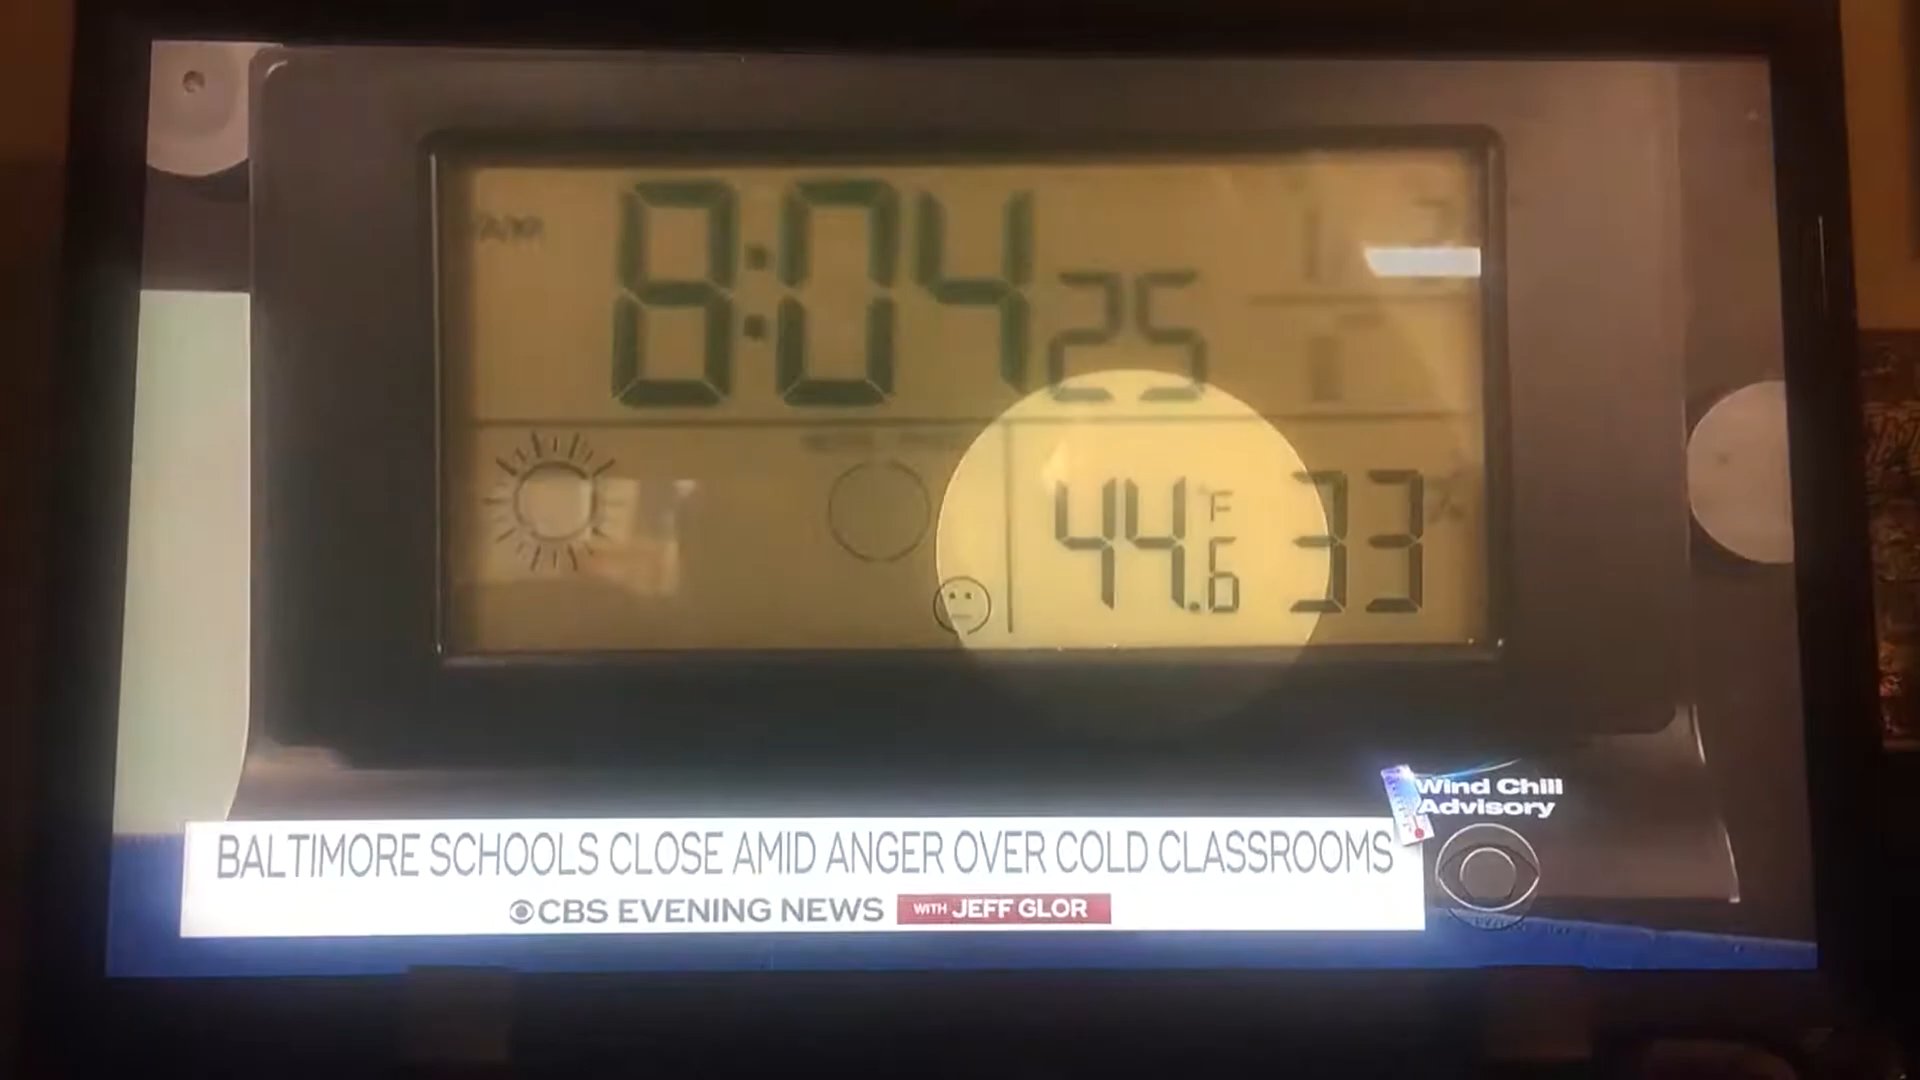 8:04 25
44.6 °F 33 %
Wind Chill
Advisory
BALTIMORE SCHOOLS CLOSE AMID ANGER OVER COLD CLASSROOMS
CBS EVENING NEWS WITH JEFF GLOR